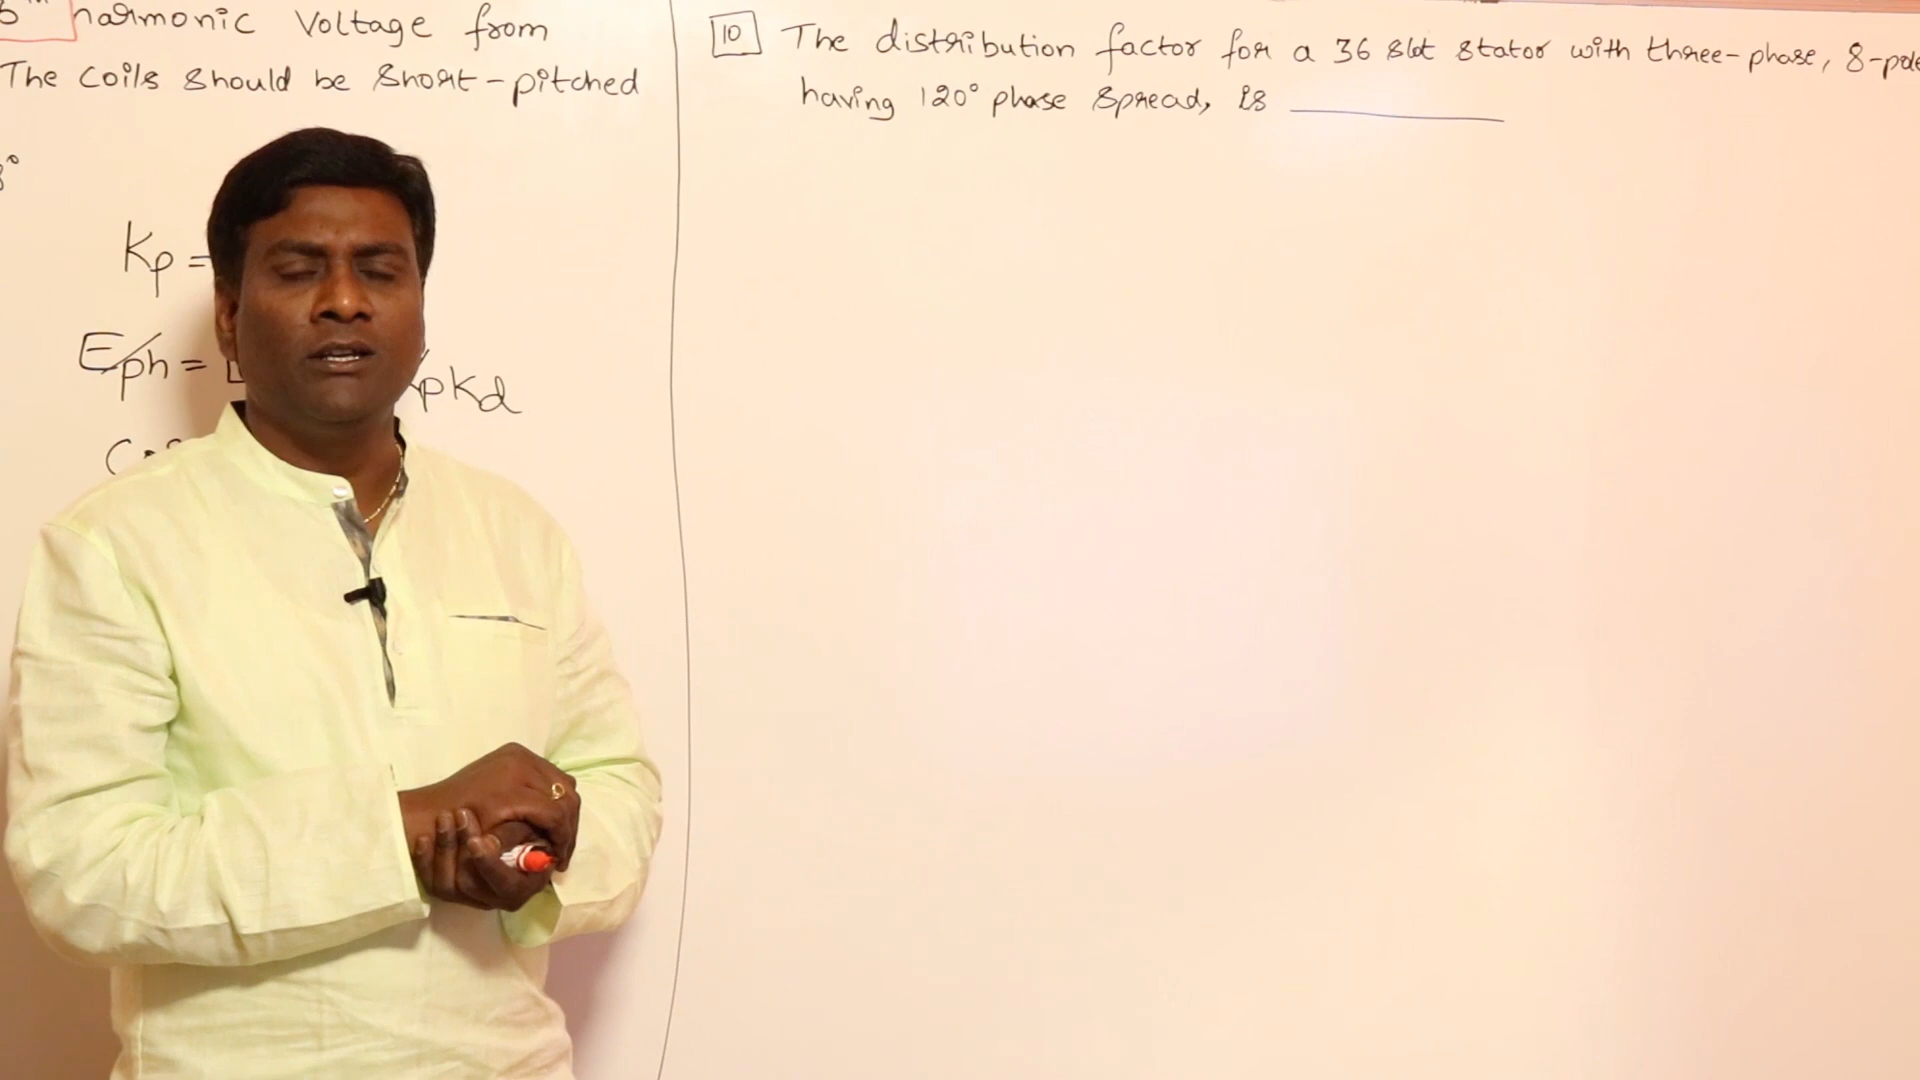 harmonic Voltage from
The coils should be short-pitched
Kp =
Eph =
pKd
10 The distribution factor for a 36 slot stator with three-phase, 8-pole
having 120° phase spread, is